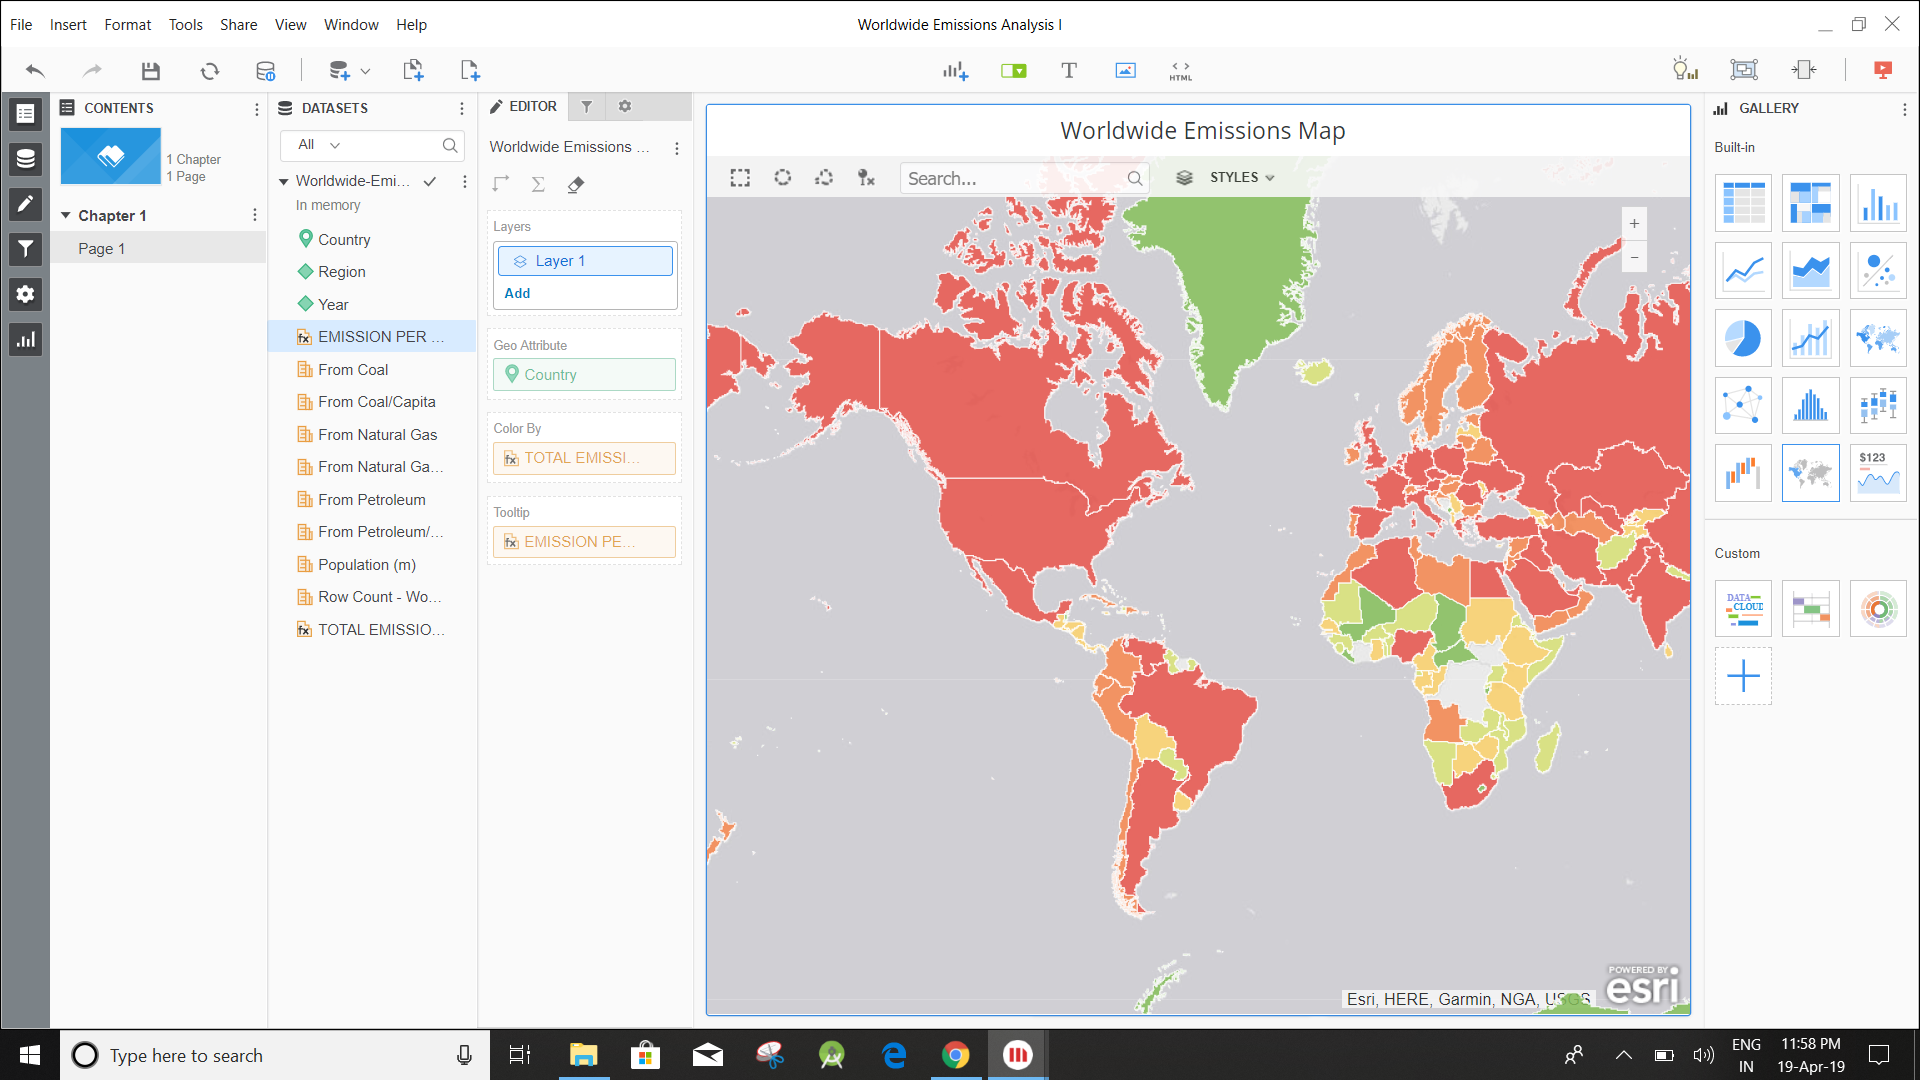 File Insert Format Tools Share View Window Help
Worldwide Emissions Analysis I
HTML
CONTENTS
1 Chapter
1 Page
Chapter 1
Page 1
DATASETS
All
Worldwide-Emi...
In memory
Country
Region
Year
EMISSION PER ...
From Coal
From Coal/Capita
From Natural Gas
From Natural Ga...
From Petroleum
From Petroleum/...
Population (m)
Row Count - Wo...
TOTAL EMISSIO...
EDITOR
Worldwide Emissions ...
Layers
Layer 1
Add
Geo Attribute
Country
Color By
TOTAL EMISSI...
Tooltip
EMISSION PE...
Worldwide Emissions Map
Search...
STYLES
+
−
POWERED BY
esri
Esri, HERE, Garmin, NGA, USGS
GALLERY
Built-in
$123
Custom
DATA
CLOUD
Type here to search
ENG
IN
11:58 PM
19-Apr-19